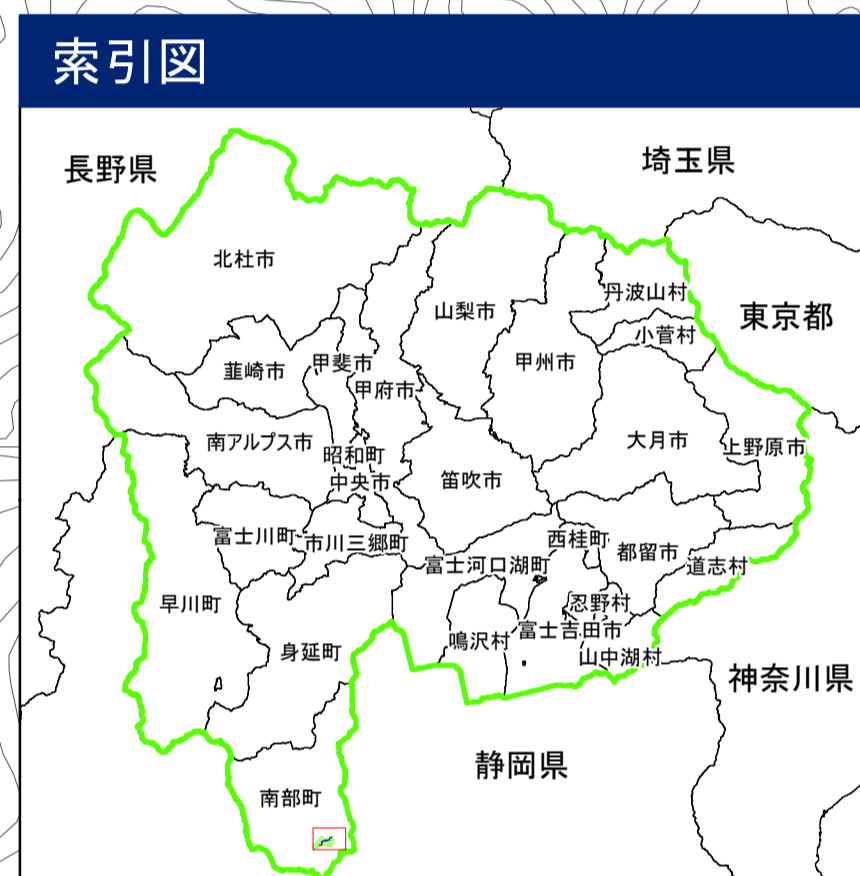 索引図
長野県
埼玉県
北杜市
丹波山村
山梨市
東京都
小菅村
甲斐市
甲州市
韮崎市
甲府市
南アルプス市
大月市
上野原市
昭和町
中央市
笛吹市
富士川町
市川三郷町
西桂町
都留市
富士河口湖町
道志村
早川町
忍野村
富士吉田市
鳴沢村
身延町
山中湖村
神奈川県
静岡県
南部町